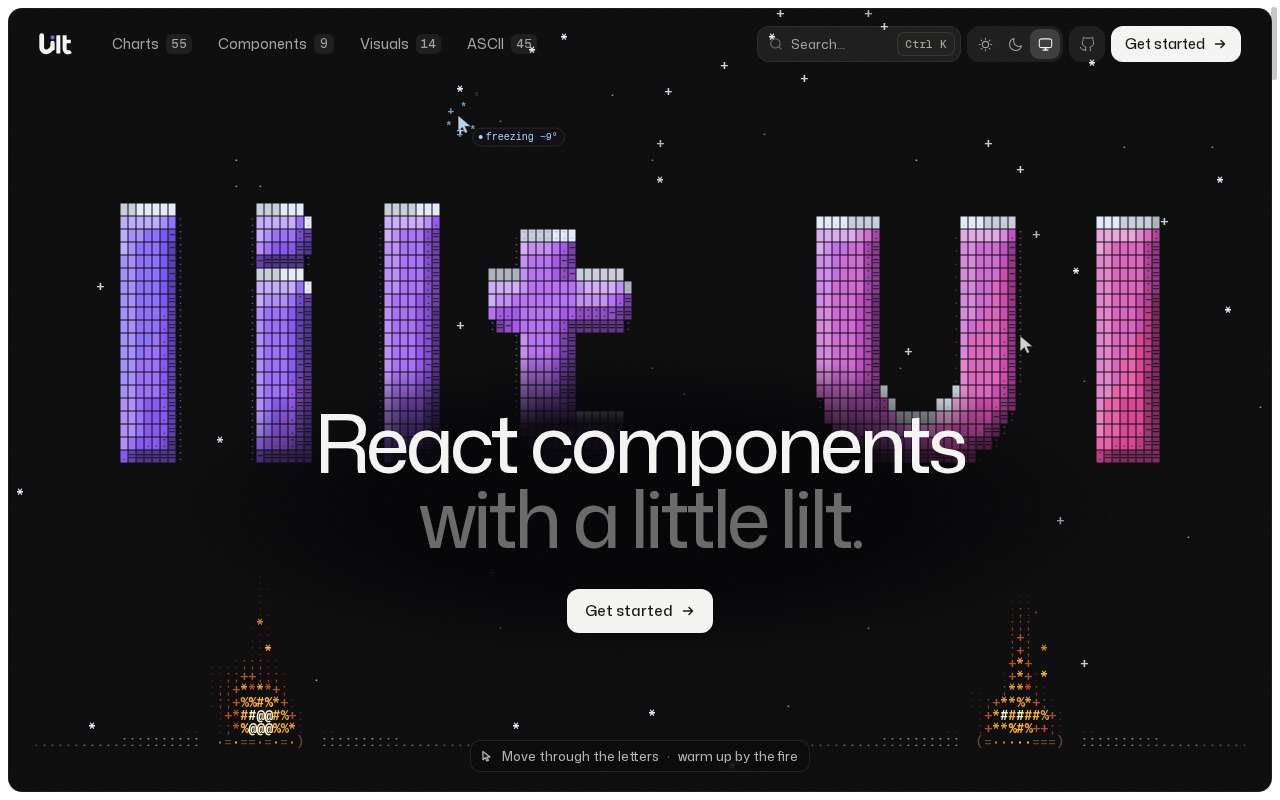 lilt
Charts 55 Components 9 Visuals 14 ASCII 45
Search... Ctrl K Get started →
freezing −9°
lilt UI
React components
with a little lilt.
Get started →
Move through the letters · warm up by the fire